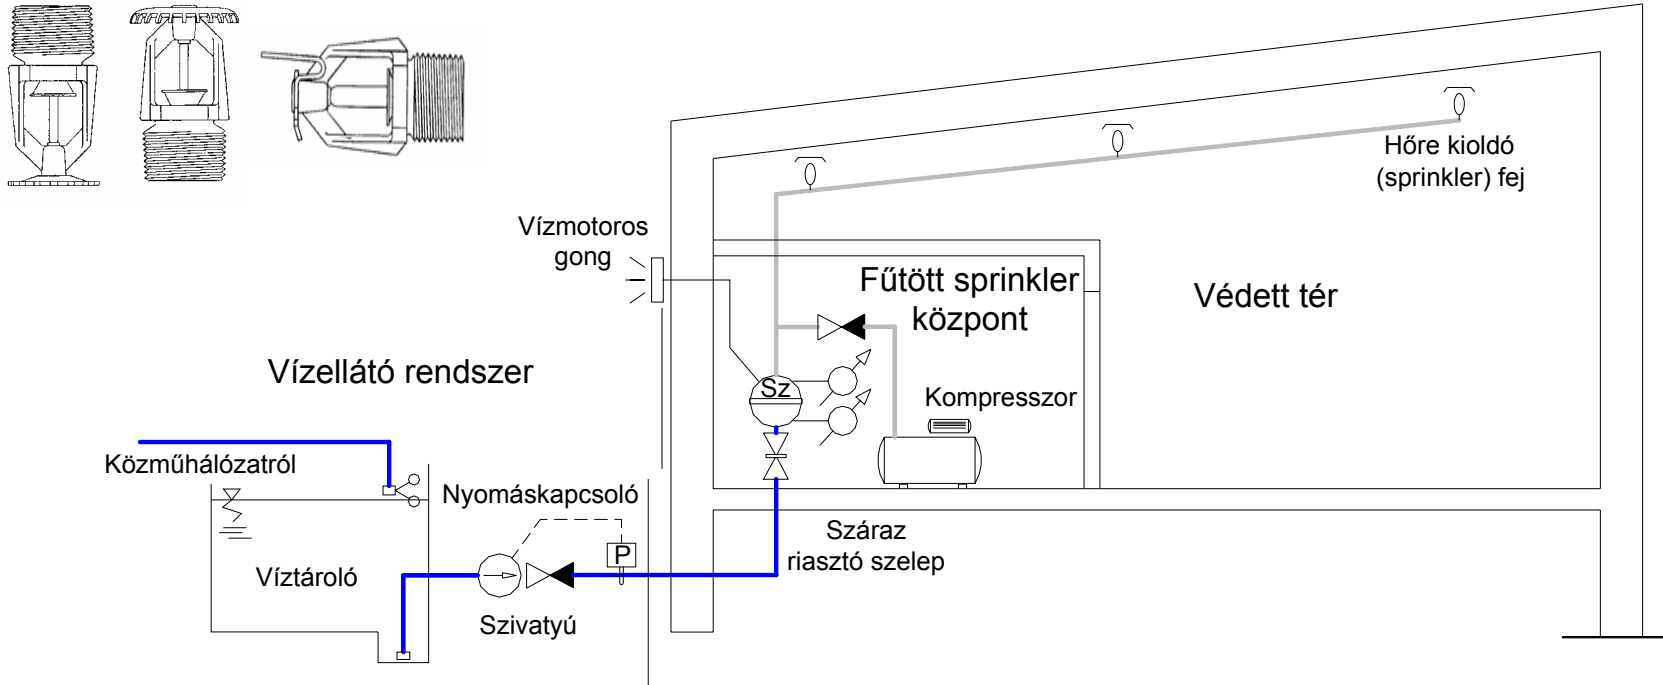 Hőre kioldó
(sprinkler) fej
Vízmotoros
gong
Fűtött sprinkler
központ
Védett tér
Vízellátó rendszer
Sz
Kompresszor
Közműhálózatról
Nyomáskapcsoló
Száraz
riasztó szelep
P
Víztároló
Szivatyú